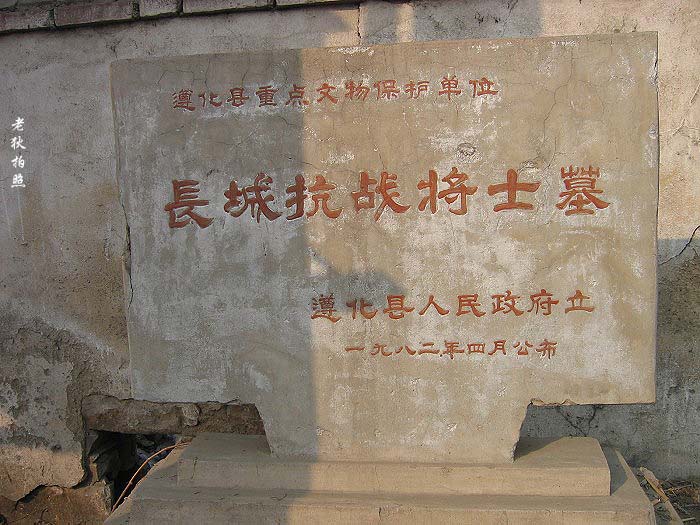 遵化县重点文物保护单位
長城抗战将士墓
遵化县人民政府立
一九八二年四月公布
老狄拍照